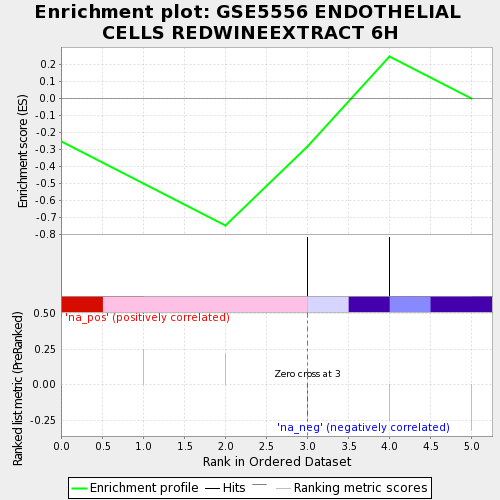 Enrichment plot: GSE5556 ENDOTHELIAL
CELLS REDWINEEXTRACT 6H
Enrichment score (ES)
0.2
0.1
0.0
-0.1
-0.2
-0.3
-0.4
-0.5
-0.6
-0.7
-0.8
Ranked list metric (PreRanked)
0.50
0.25
0.00
-0.25
'na_pos' (positively correlated)
Zero cross at 3
'na_neg' (negatively correlated)
0.0 0.5 1.0 1.5 2.0 2.5 3.0 3.5 4.0 4.5 5.0
Rank in Ordered Dataset
Enrichment profile Hits Ranking metric scores